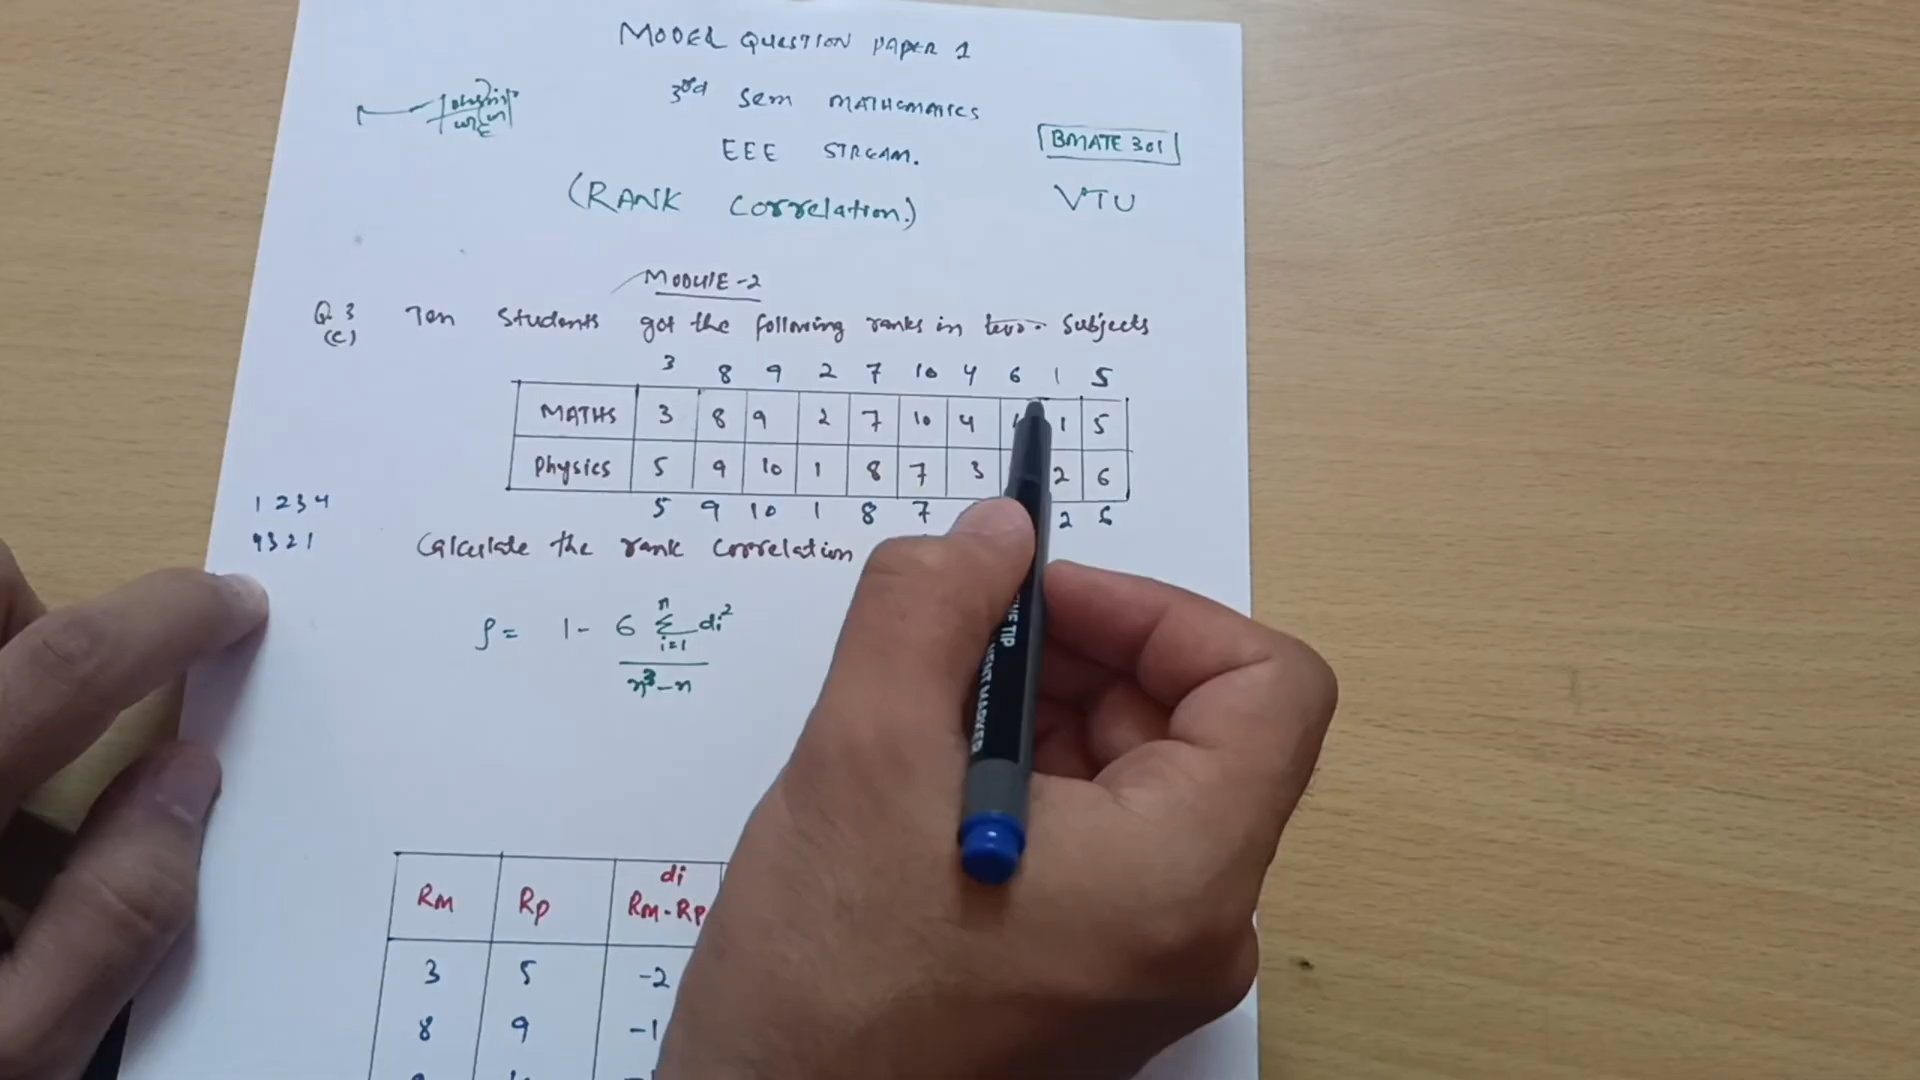 MODEL QUESTION PAPER 1
3rd Sem MATHEMATICS
EEE STREAM.
BMATE 301
(RANK Correlation.)
VTU
MODULE-2
Q.3 Ten Students got the following ranks in two Subjects
(c)
3 8 9 2 7 10 4 6 1 5
MATHS 3 8 9 2 7 10 4 1 5
Physics 5 9 10 1 8 7 3 2 6
5 9 10 1 8 7 2 6
1 2 3 4
4 3 2 1
Calculate the rank correlation
ρ = 1 - 6 Σ di²
n
i=1
n³-n
di
Rm Rp Rm-Rp
3 5 -2
8 9 -1